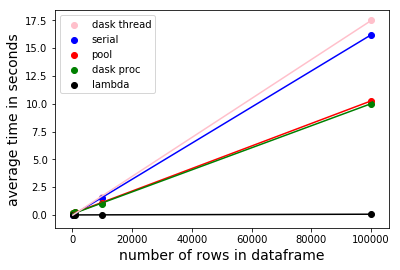 17.5
15.0
12.5
10.0
7.5
5.0
2.5
0.0
average time in seconds
dask thread
serial
pool
dask proc
lambda
0
20000
40000
60000
80000
100000
number of rows in dataframe